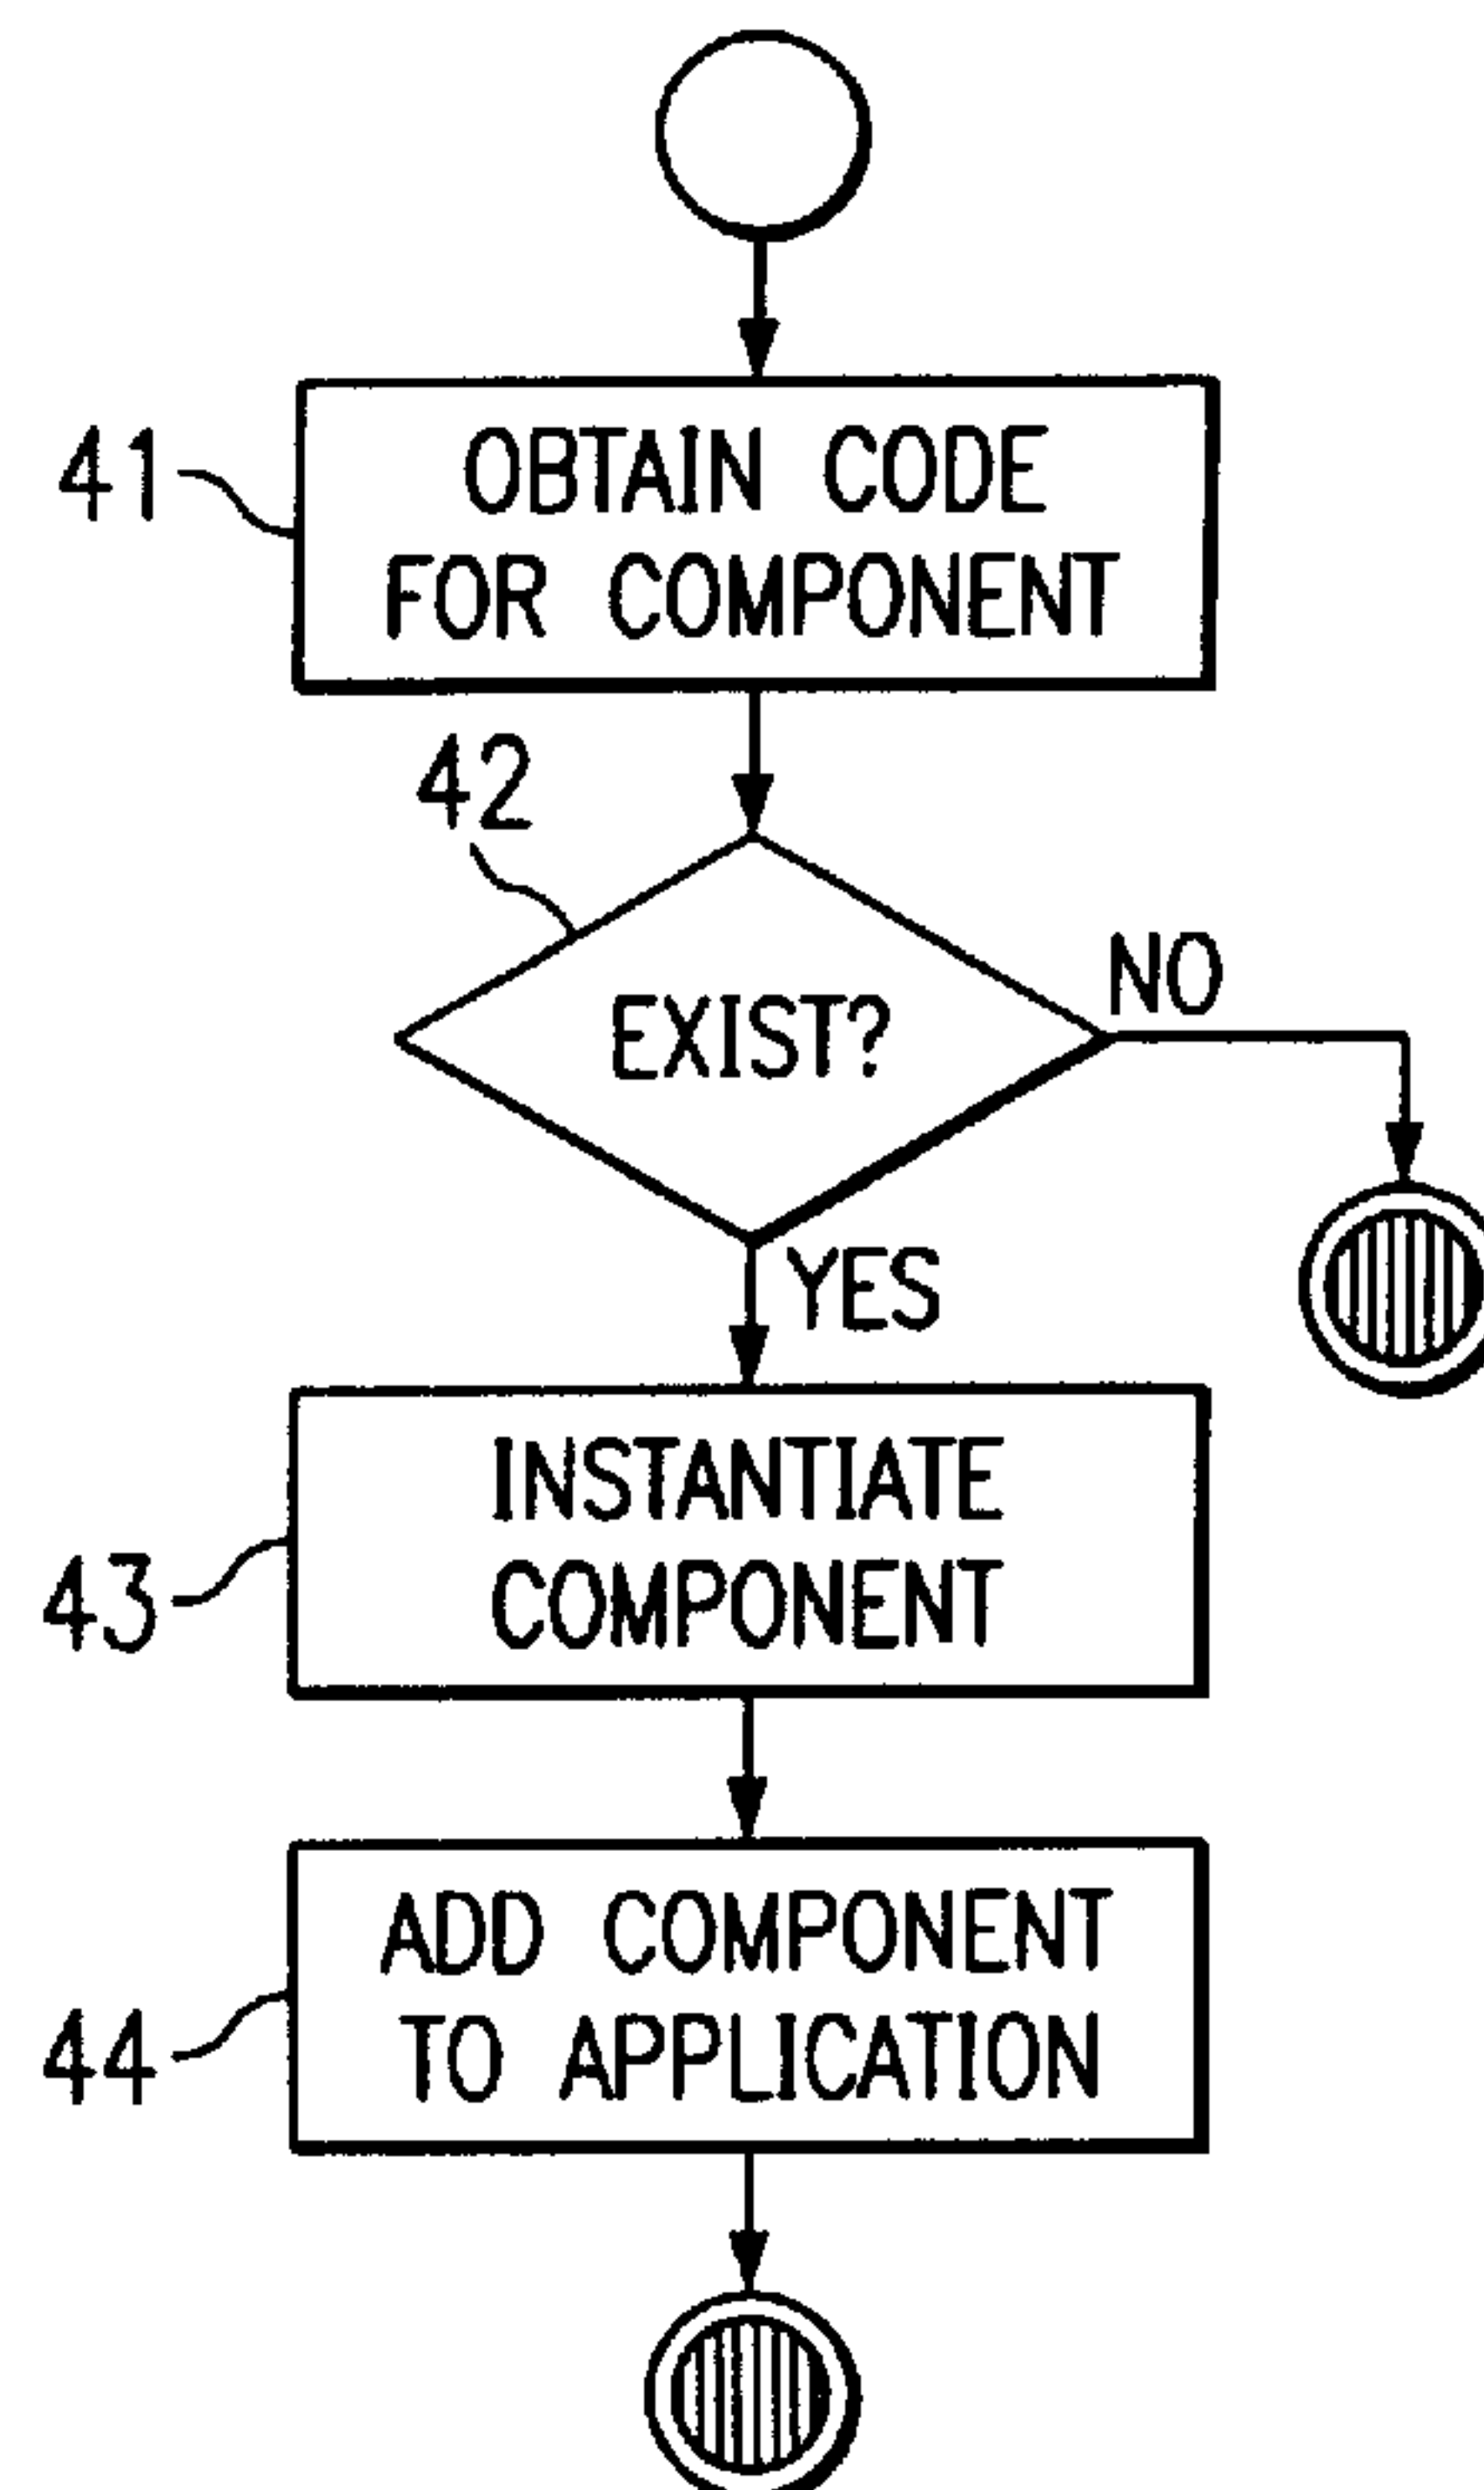 41
OBTAIN CODE
FOR COMPONENT
42
EXIST?
NO
YES
43
INSTANTIATE
COMPONENT
44
ADD COMPONENT
TO APPLICATION